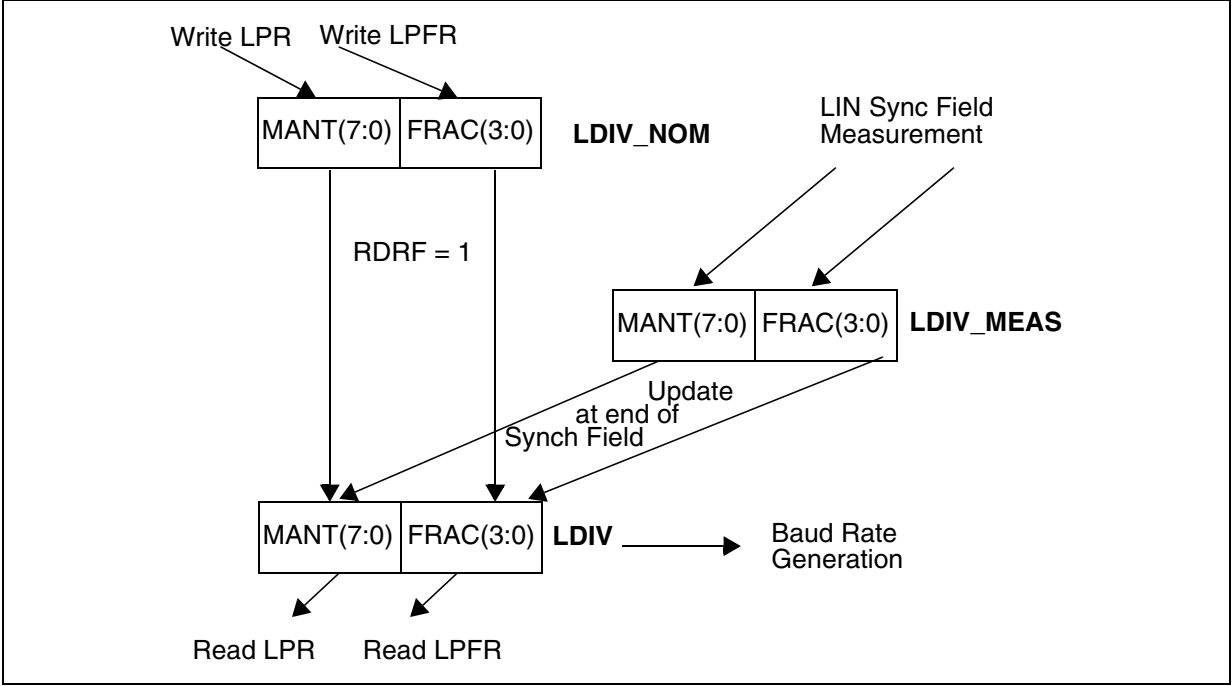 Write LPR
Write LPFR
MANT(7:0)
FRAC(3:0)
LDIV_NOM
LIN Sync Field
Measurement
RDRF = 1
MANT(7:0)
FRAC(3:0)
LDIV_MEAS
Update
at end of
Synch Field
MANT(7:0)
FRAC(3:0)
LDIV
Baud Rate
Generation
Read LPR
Read LPFR